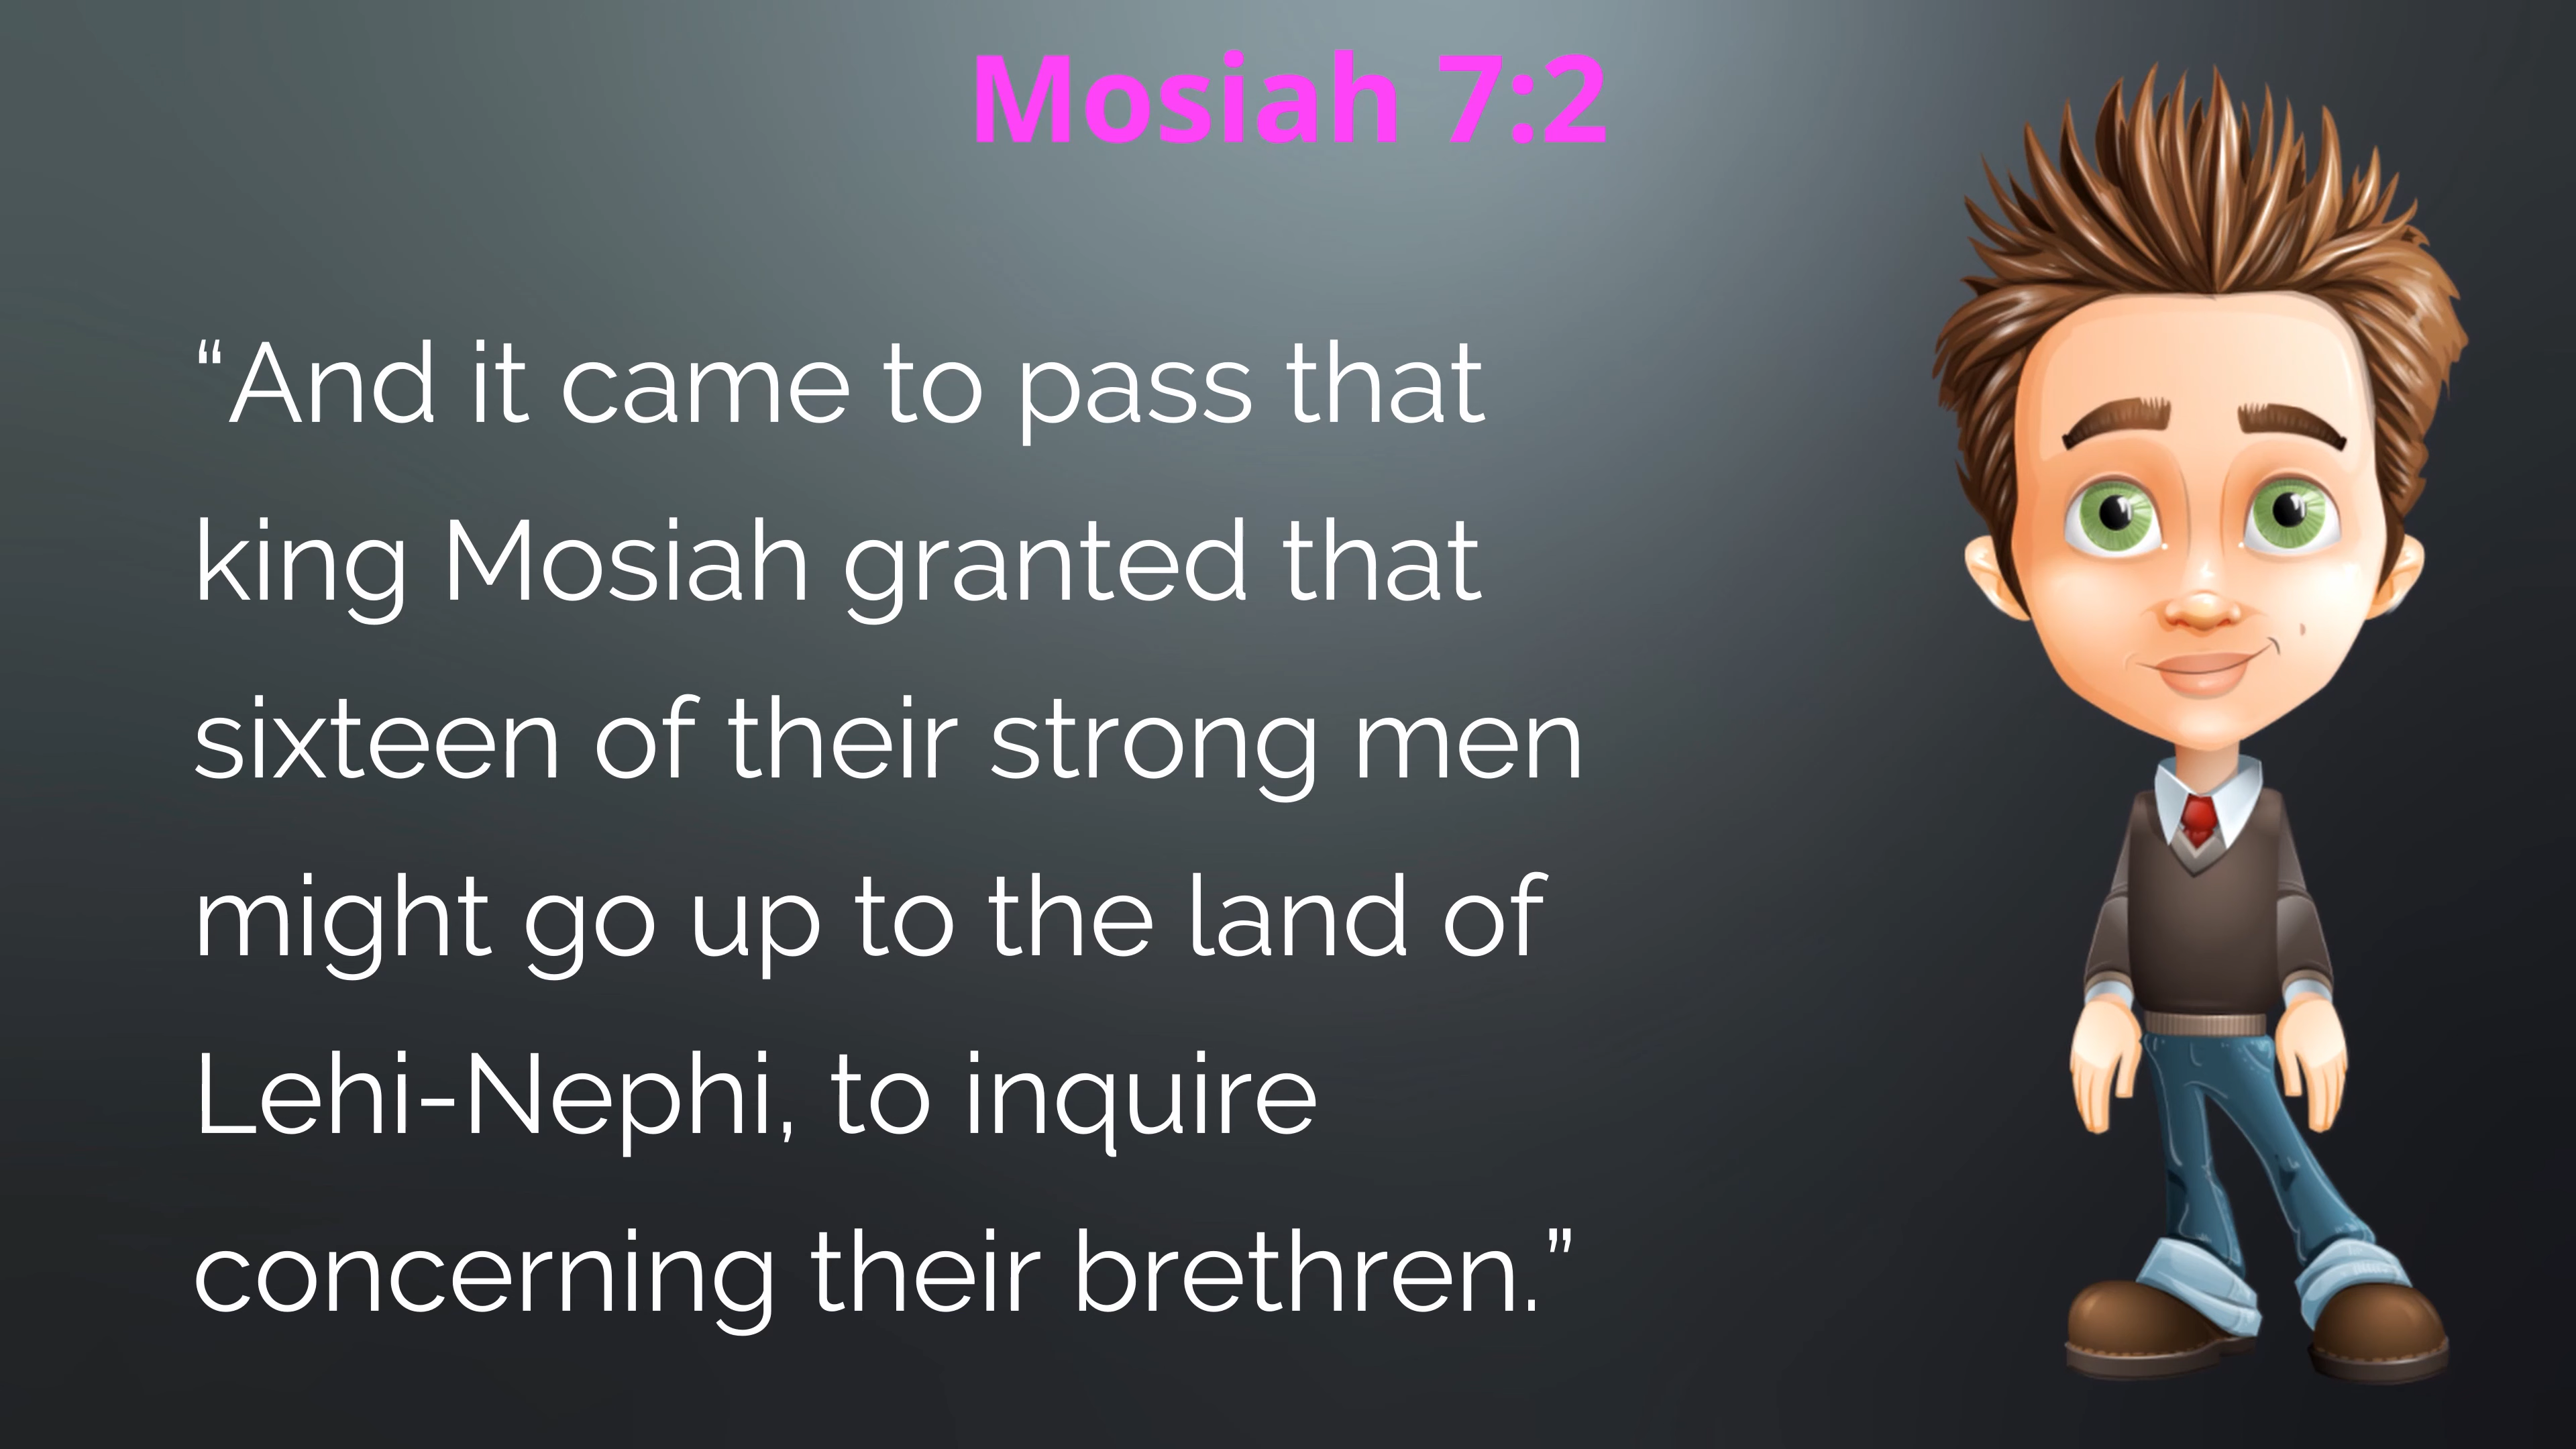 Mosiah 7:2
“And it came to pass that
king Mosiah granted that
sixteen of their strong men
might go up to the land of
Lehi-Nephi, to inquire
concerning their brethren.”